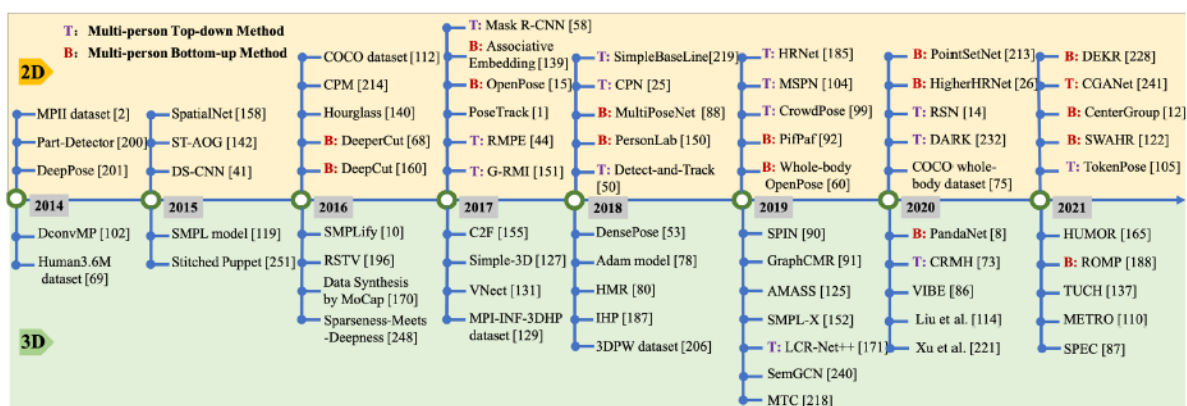 T: Multi-person Top-down Method
B: Multi-person Bottom-up Method
2D
MPII dataset [2]
Part-Detector [200]
DeepPose [201]
SpatialNet [158]
ST-AOG [142]
DS-CNN [41]
COCO dataset [112]
CPM [214]
Hourglass [140]
B: DeeperCut [68]
B: DeepCut [160]
T: Mask R-CNN [58]
B: Associative
Embedding [139]
B: OpenPose [15]
PoseTrack [1]
T: RMPE [44]
T: G-RMI [151]
T: SimpleBaseLine[219]
T: CPN [25]
B: MultiPoseNet [88]
B: PersonLab [150]
T: Detect-and-Track
[50]
T: HRNet [185]
T: MSPN [104]
T: CrowdPose [99]
B: PifPaf [92]
B: Whole-body
OpenPose [60]
B: PointSetNet [213]
B: HigherHRNet [26]
T: RSN [14]
T: DARK [232]
COCO whole-
body dataset [75]
B: DEKR [228]
T: CGANet [241]
B: CenterGroup [12]
B: SWAHR [122]
T: TokenPose [105]
2014
2015
2016
2017
2018
2019
2020
2021
DconvMP [102]
Human3.6M
dataset [69]
SMPL model [119]
Stitched Puppet [251]
SMPLify [10]
RSTV [196]
Data Synthesis
by MoCap [170]
Sparseness-Meets
-Deepness [248]
C2F [155]
Simple-3D [127]
VNect [131]
MPI-INF-3DHP
dataset [129]
DensePose [53]
Adam model [78]
HMR [80]
IHP [187]
3DPW dataset [206]
SPIN [90]
GraphCMR [91]
AMASS [125]
SMPL-X [152]
T: LCR-Net++ [171]
SemGCN [240]
MTC [218]
B: PandaNet [8]
T: CRMH [73]
VIBE [86]
Liu et al. [114]
Xu et al. [221]
HUMOR [165]
B: ROMP [188]
TUCH [137]
METRO [110]
SPEC [87]
3D